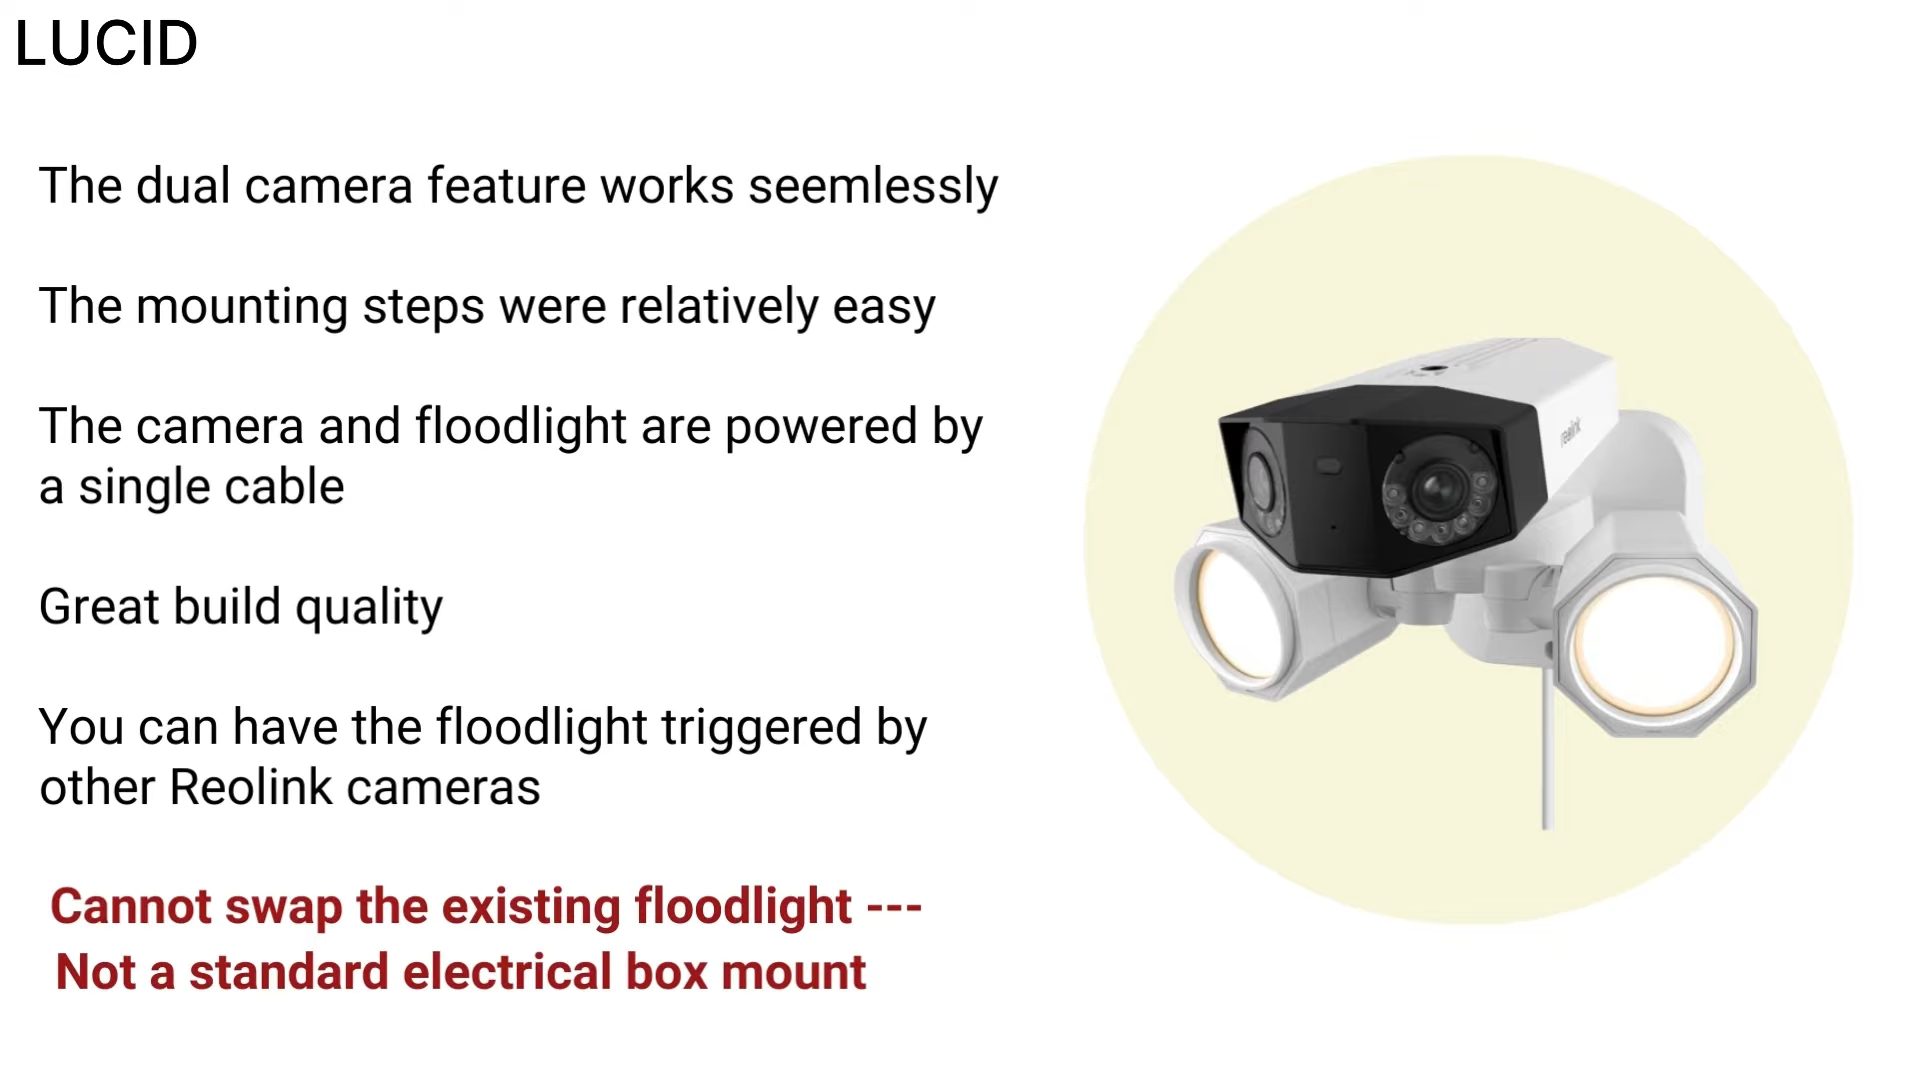 LUCID
The dual camera feature works seemlessly
The mounting steps were relatively easy
The camera and floodlight are powered by
a single cable
Great build quality
You can have the floodlight triggered by
other Reolink cameras
Cannot swap the existing floodlight ---
Not a standard electrical box mount
reolink